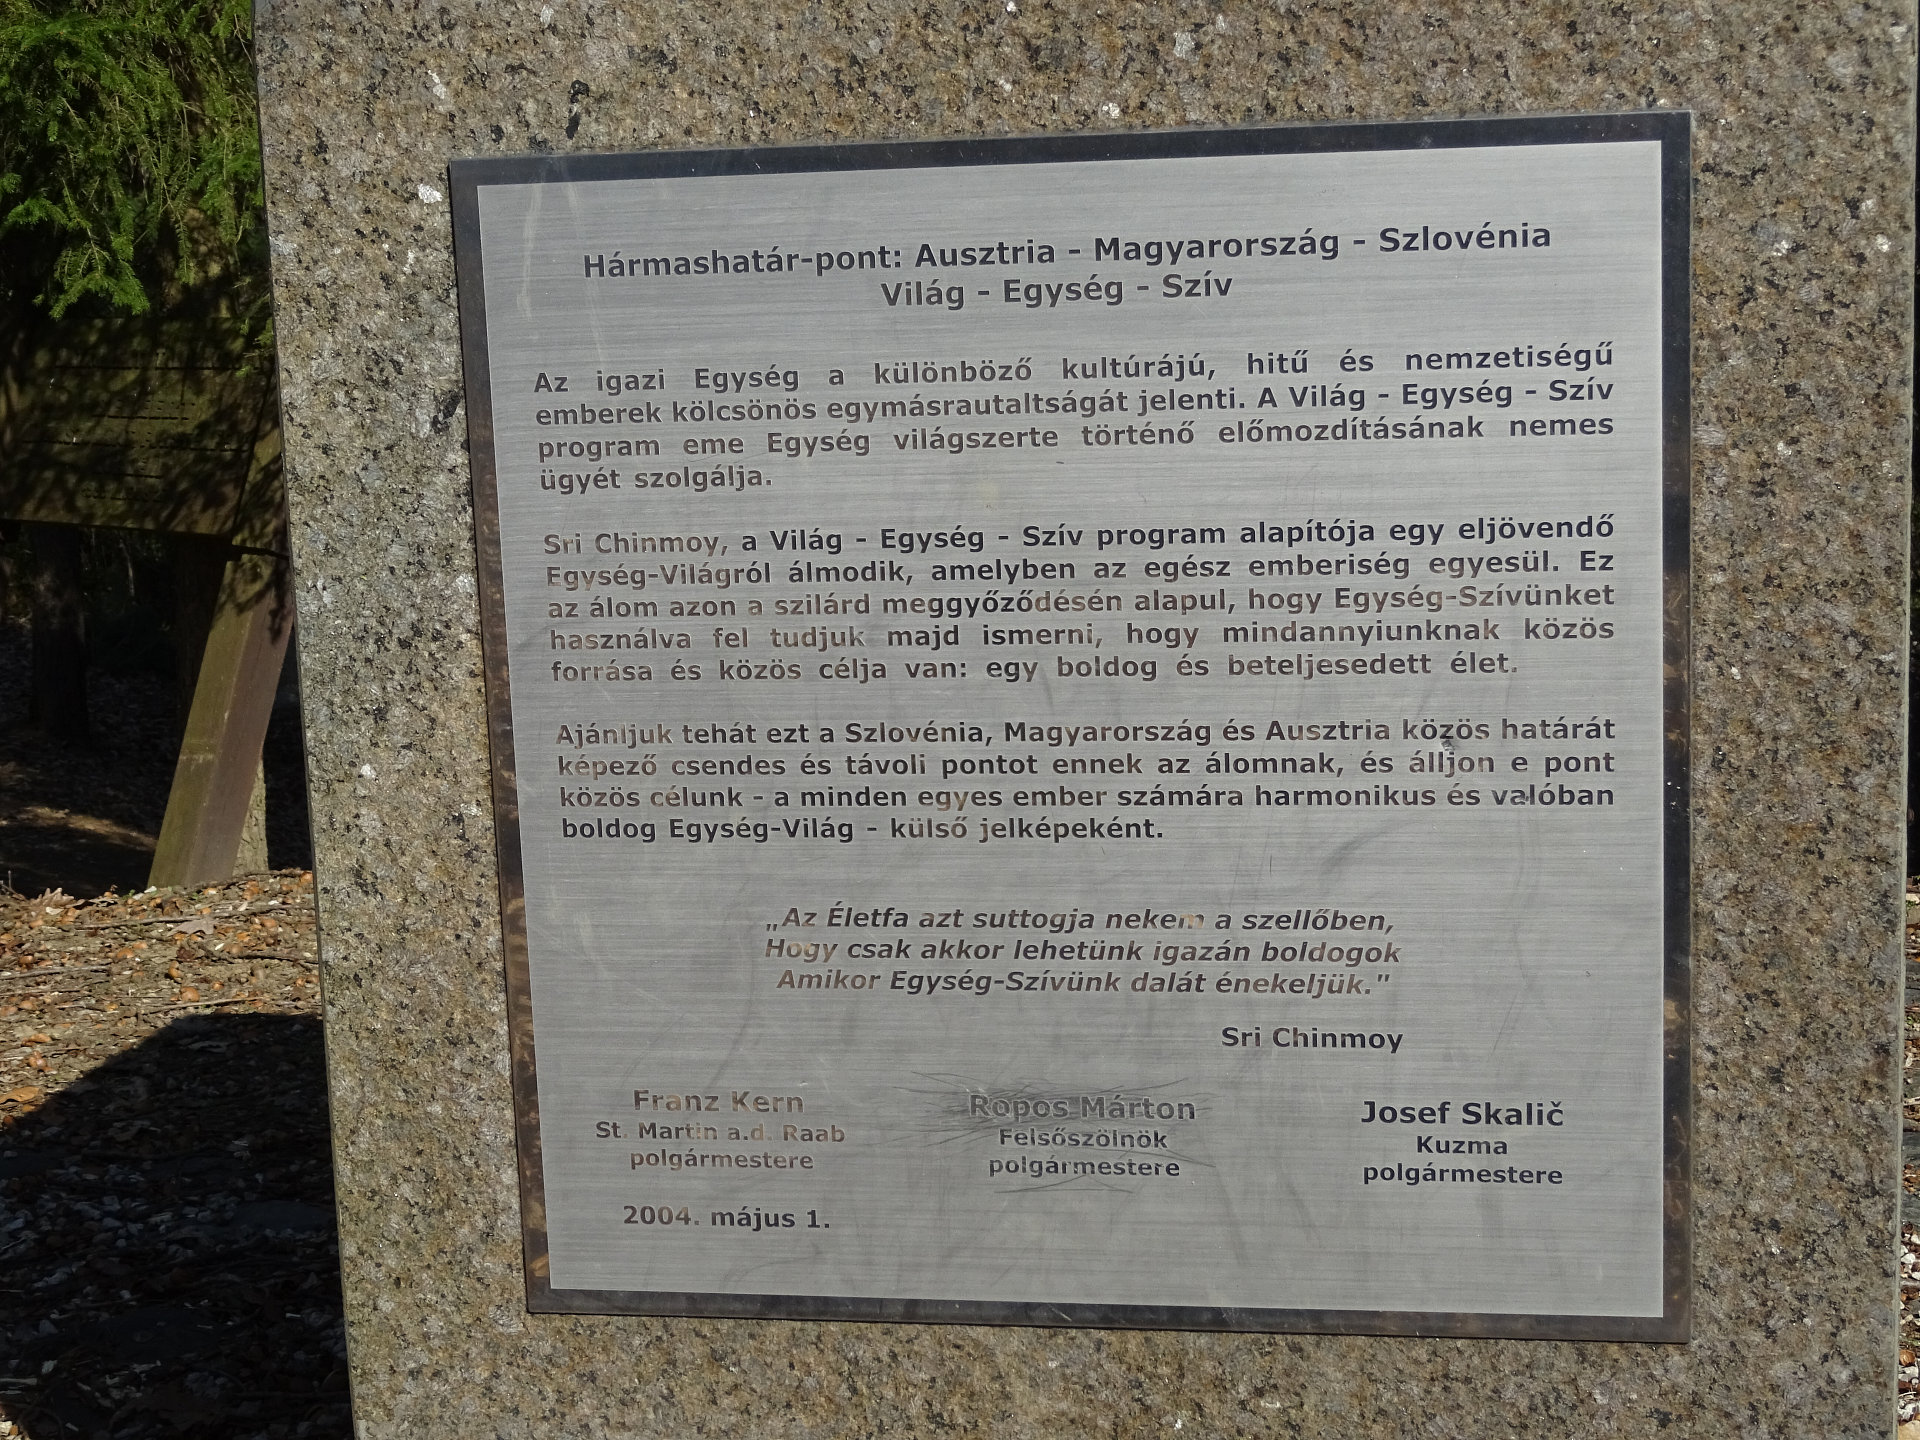 Hármashatár-pont: Ausztria - Magyarország - Szlovénia
Világ - Egység - Szív
Az igazi Egység a különböző kultúrájú, hitű és nemzetiségű
emberek kölcsönös egymásrautaltságát jelenti. A Világ - Egység - Szív
program eme Egység világszerte történő előmozdításának nemes
ügyét szolgálja.
Sri Chinmoy, a Világ - Egység - Szív program alapítója egy eljövendő
Egység-Világról álmodik, amelyben az egész emberiség egyesül. Ez
az álom azon a szilárd meggyőződésén alapul, hogy Egység-Szívünket
használva fel tudjuk majd ismerni, hogy mindannyiunknak közös
forrása és közös célja van: egy boldog és beteljesedett élet.
Ajánljuk tehát ezt a Szlovénia, Magyarország és Ausztria közös határát
képező csendes és távoli pontot ennek az álomnak, és álljon e pont
közös célunk - a minden egyes ember számára harmonikus és valóban
boldog Egység-Világ - külső jelképeként.
„Az Életfa azt suttogja nekem a szellőben,
Hogy csak akkor lehetünk igazán boldogok
Amikor Egység-Szívünk dalát énekeljük."
Sri Chinmoy
Franz Kern
St. Martin a.d. Raab
polgármestere
Ropos Márton
Felsőszölnök
polgármestere
Josef Skalič
Kuzma
polgármestere
2004. május 1.